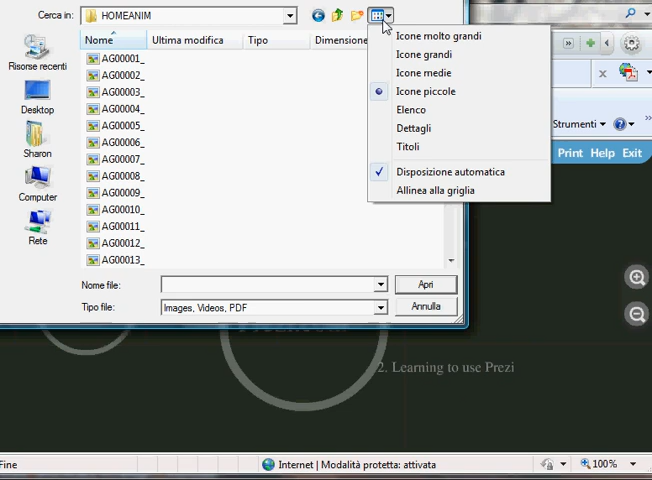 Cerca in:
HOMEANIM
Nome
Ultima modifica
Tipo
Dimensione
AG00001_
AG00002_
AG00003_
AG00004_
AG00005_
AG00006_
AG00007_
AG00008_
AG00009_
AG00010_
AG00011_
AG00012_
AG00013_
Risorse recenti
Desktop
Sharon
Computer
Rete
Icone molto grandi
Icone grandi
Icone medie
Icone piccole
Elenco
Dettagli
Titoli
Disposizione automatica
Allinea alla griglia
Nome file:
Apri
Tipo file:
Images, Videos, PDF
Annulla
Strumenti
Print Help Exit
2. Learning to use Prezi
Fine
Internet | Modalità protetta: attivata
100%